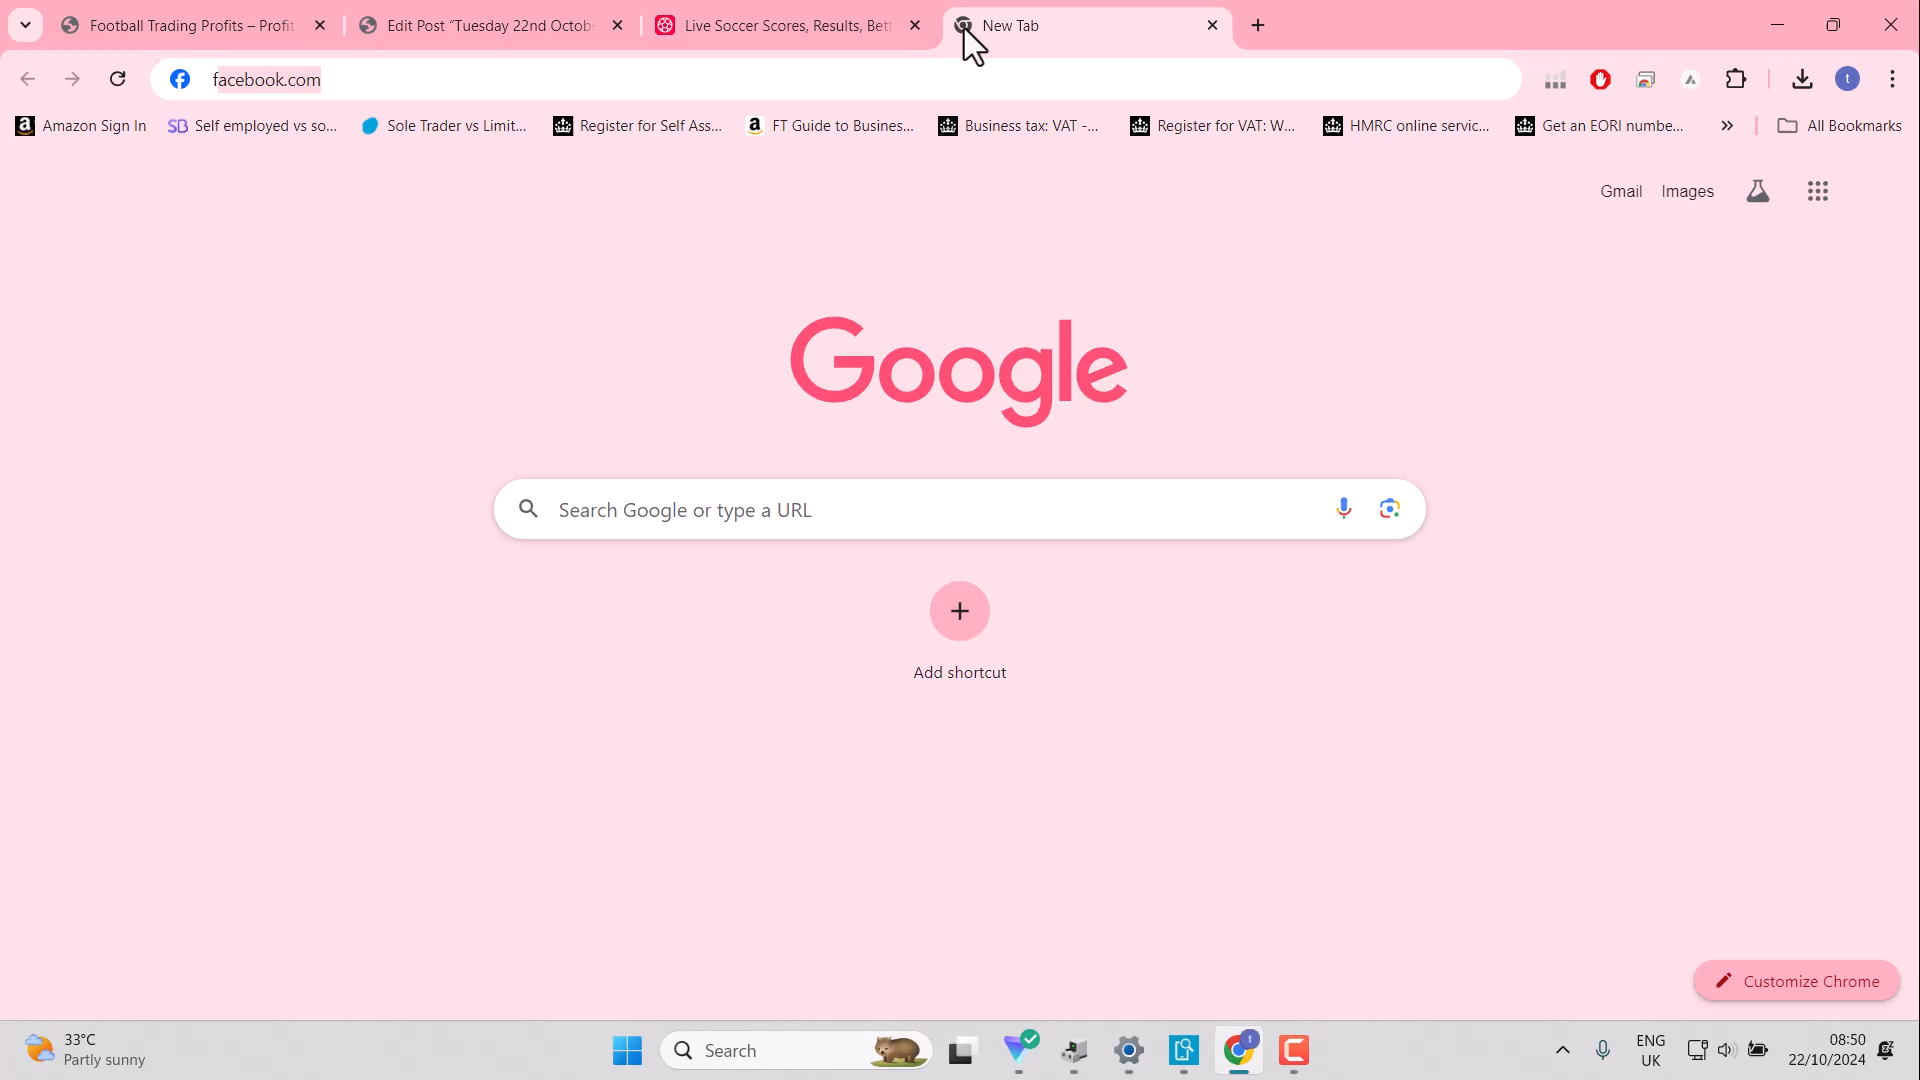 Football Trading Profits – Profit
Edit Post “Tuesday 22nd Octobe
Live Soccer Scores, Results, Bett
New Tab
facebook.com
t
Amazon Sign In
SB Self employed vs so...
Sole Trader vs Limit...
Register for Self Ass...
FT Guide to Busines...
Business tax: VAT -...
Register for VAT: W...
HMRC online servic...
Get an EORI numbe...
All Bookmarks
Gmail
Images
Google
Search Google or type a URL
Add shortcut
Customize Chrome
33°C
Partly sunny
Search
t
ENG
UK
08:50
22/10/2024